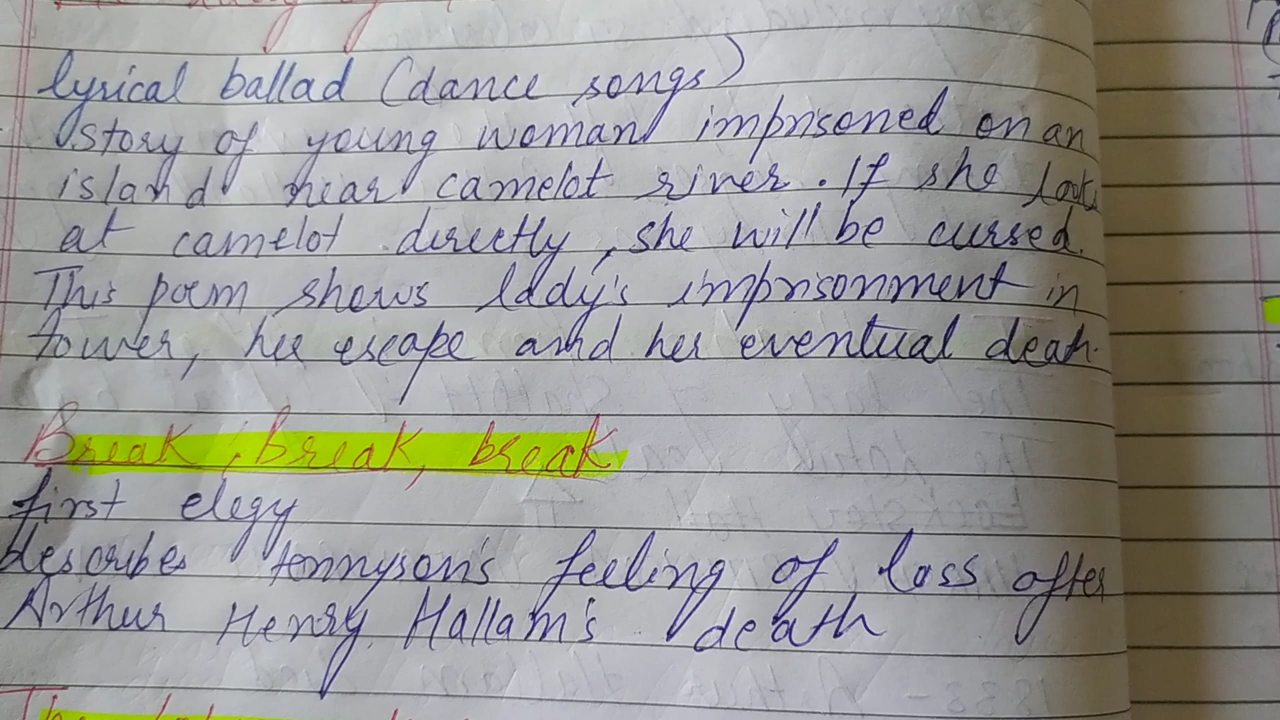 lyrical ballad (dance songs)
story of young woman imprisoned on an
island near camelot river. If she look
at camelot directly, she will be cursed.
This poem shows lady's imprisonment in
tower, her escape and her eventual death.
Break, Break, break
first elegy
describes tennyson's feeling of loss after
Arthur Henry Hallam's death